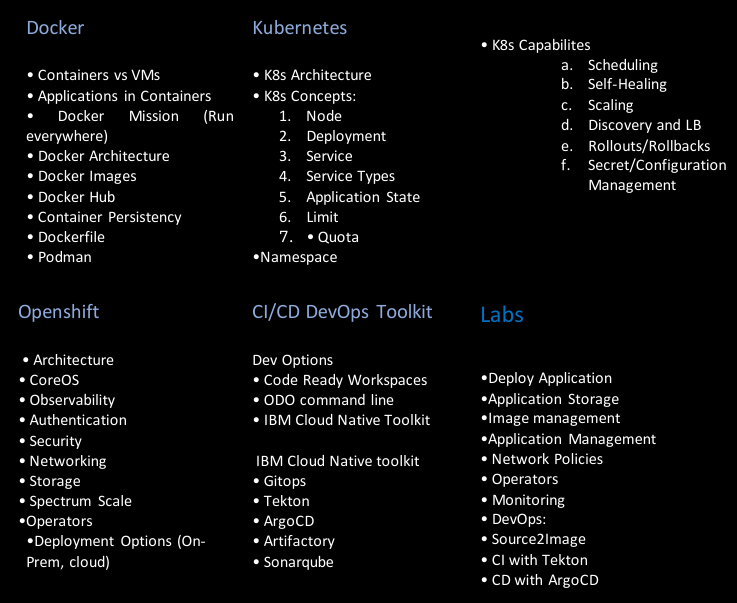 Docker
• Containers vs VMs
• Applications in Containers
• Docker Mission (Run
everywhere)
• Docker Architecture
• Docker Images
• Docker Hub
• Container Persistency
• Dockerfile
• Podman
Kubernetes
• K8s Architecture
• K8s Concepts:
1. Node
2. Deployment
3. Service
4. Service Types
5. Application State
6. Limit
7. • Quota
•Namespace
• K8s Capabilites
a. Scheduling
b. Self-Healing
c. Scaling
d. Discovery and LB
e. Rollouts/Rollbacks
f. Secret/Configuration
Management
Openshift
• Architecture
• CoreOS
• Observability
• Authentication
• Security
• Networking
• Storage
• Spectrum Scale
•Operators
•Deployment Options (On-
Prem, cloud)
CI/CD DevOps Toolkit
Dev Options
• Code Ready Workspaces
• ODO command line
• IBM Cloud Native Toolkit
IBM Cloud Native toolkit
• Gitops
• Tekton
• ArgoCD
• Artifactory
• Sonarqube
Labs
•Deploy Application
•Application Storage
•Image management
•Application Management
• Network Policies
• Operators
• Monitoring
• DevOps:
• Source2Image
• CI with Tekton
• CD with ArgoCD